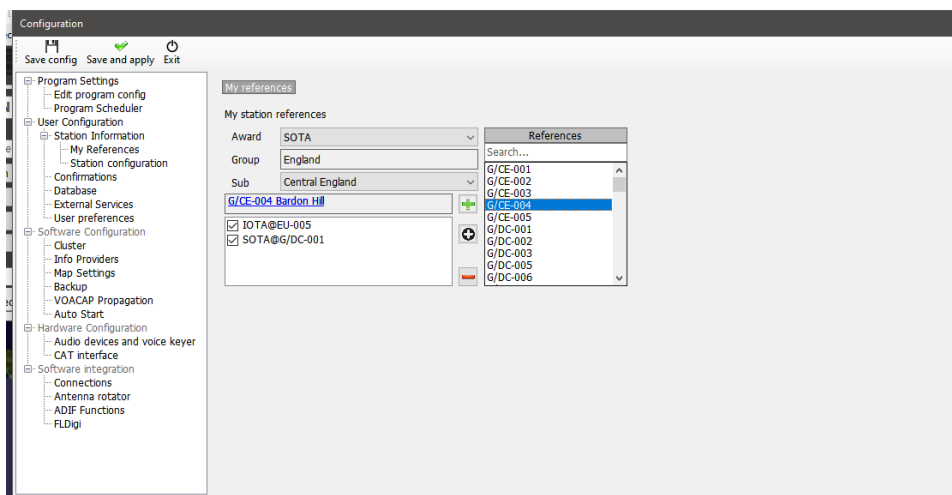 Configuration
Save config Save and apply Exit
Program Settings
Edit program config
Program Scheduler
User Configuration
Station Information
My References
Station configuration
Confirmations
Database
External Services
User preferences
Software Configuration
Cluster
Info Providers
Map Settings
Backup
VOACAP Propagation
Auto Start
Hardware Configuration
Audio devices and voice keyer
CAT interface
Software integration
Connections
Antenna rotator
ADIF Functions
FLDigi
My references
My station references
Award SOTA
Group England
Sub Central England
G/CE-004 Bardon Hill
IOTA@EU-005
SOTA@G/DC-001
References
Search...
G/CE-001
G/CE-002
G/CE-003
G/CE-004
G/CE-005
G/DC-001
G/DC-002
G/DC-003
G/DC-005
G/DC-006